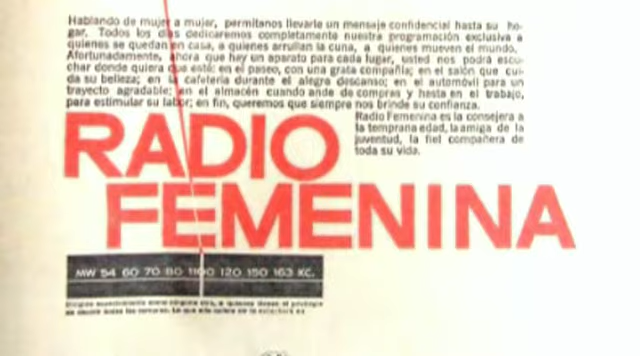 Hablando de mujer a mujer, permítanos llevarle un mensaje confidencial hasta su ho-
gar. Todos los días dedicaremos completamente nuestra programación exclusiva a
quienes se quedan en casa, a quienes arrullan la cuna, a quienes mueven el mundo.
Afortunadamente, ahora que hay un aparato para cada lugar, usted nos podrá escu-
char donde quiera que esté: en el paseo, con una grata compañía; en el salón que cui-
da su belleza; en la cafetería durante el alegre descanso; en el automóvil para un
trayecto agradable; en el almacén cuando ande de compras y hasta en el trabajo,
para estimular su labor; en fin, queremos que siempre nos brinde su confianza.
Radio Femenina es la consejera a
la temprana edad, la amiga de la
juventud, la fiel compañera de
toda su vida.
RADIO
FEMENINA
MW 54 60 70 80 1100 120 150 163 KC.